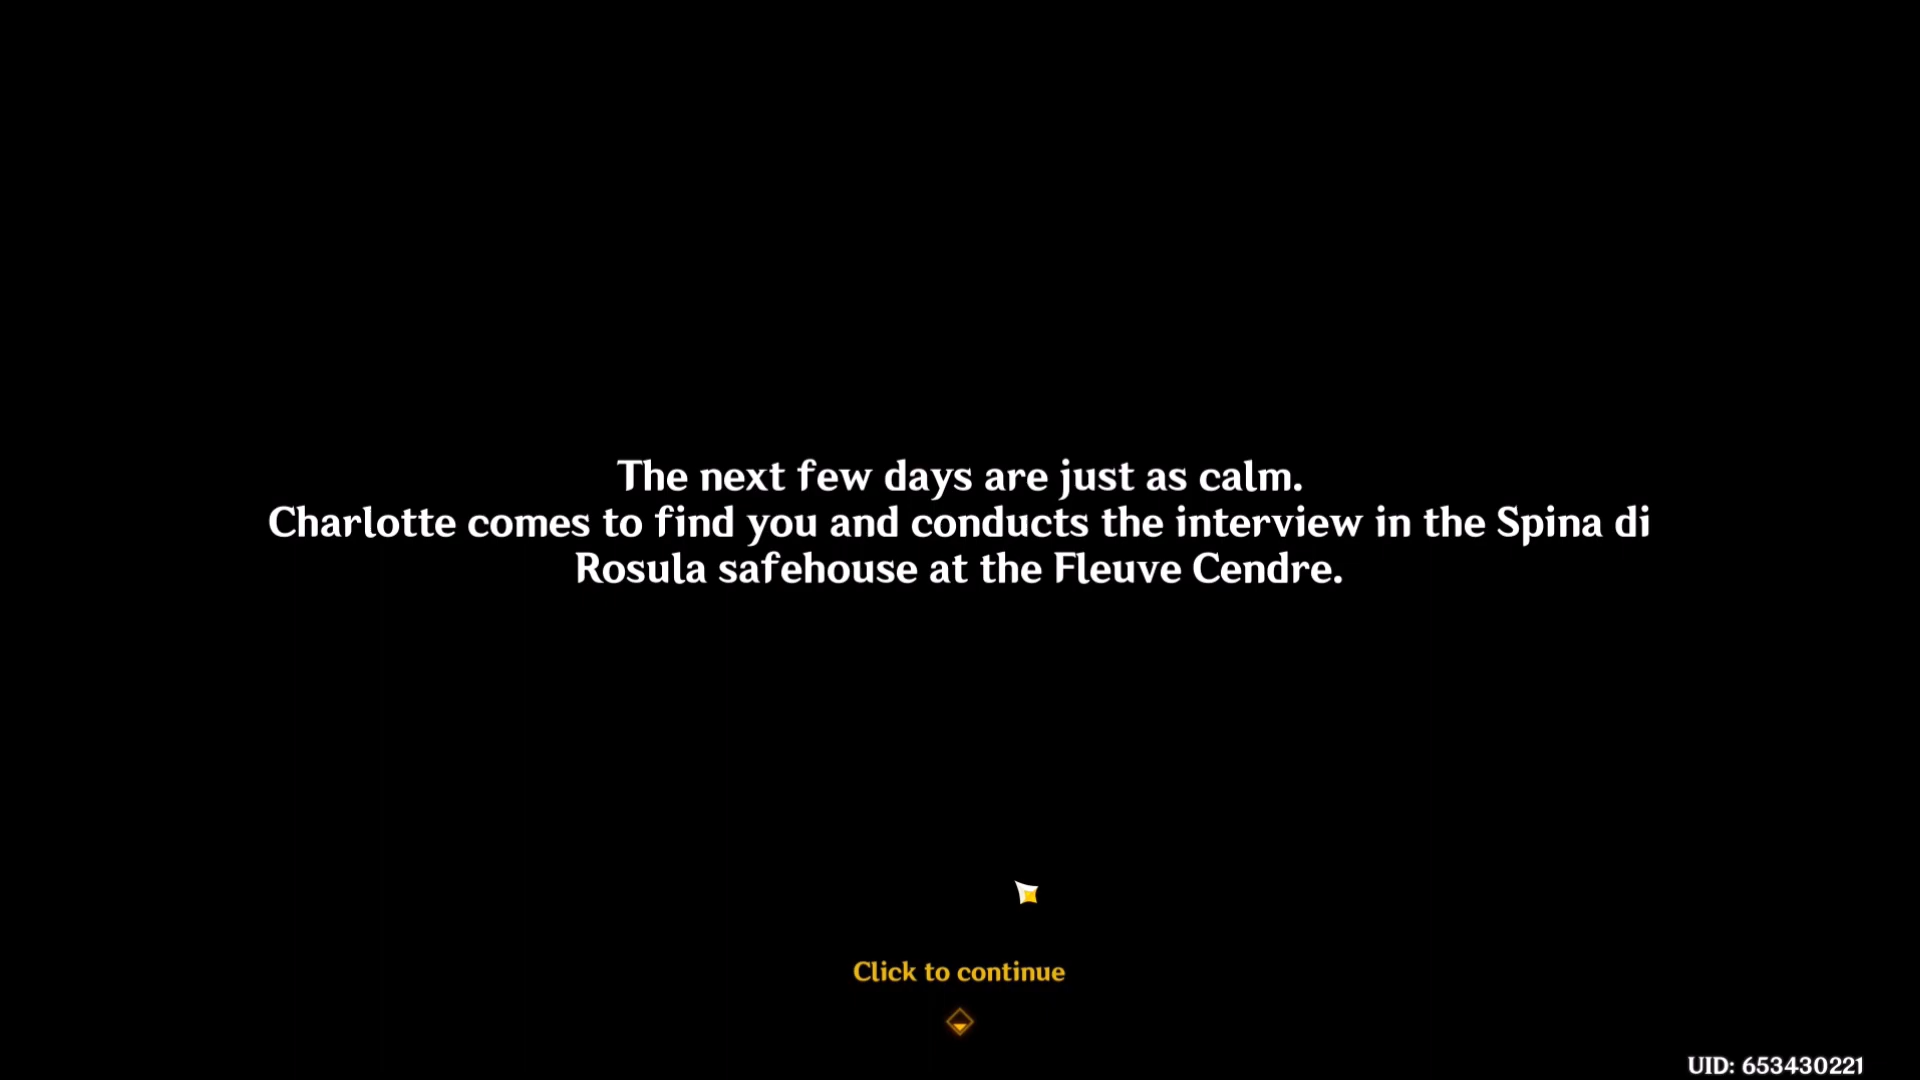 The next few days are just as calm.
Charlotte comes to find you and conducts the interview in the Spina di
Rosula safehouse at the Fleuve Cendre.
Click to continue
UID: 653430221